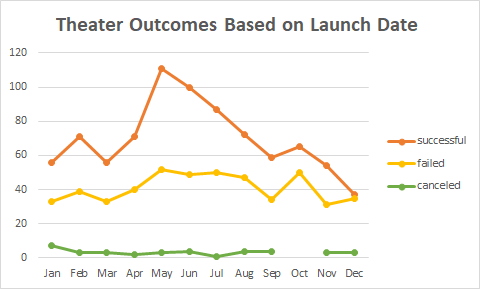 Theater Outcomes Based on Launch Date
120
100
80
60
40
20
0
Jan Feb Mar Apr May Jun Jul Aug Sep Oct Nov Dec
successful
failed
canceled